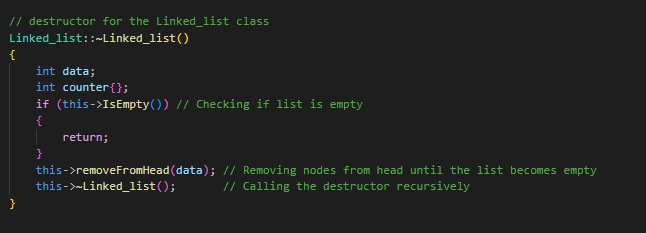 // destructor for the Linked_list class
Linked_list::~Linked_list()
{
    int data;
    int counter{};
    if (this->IsEmpty()) // Checking if list is empty
    {
        return;
    }
    this->removeFromHead(data); // Removing nodes from head until the list becomes empty
    this->~Linked_list();       // Calling the destructor recursively
}